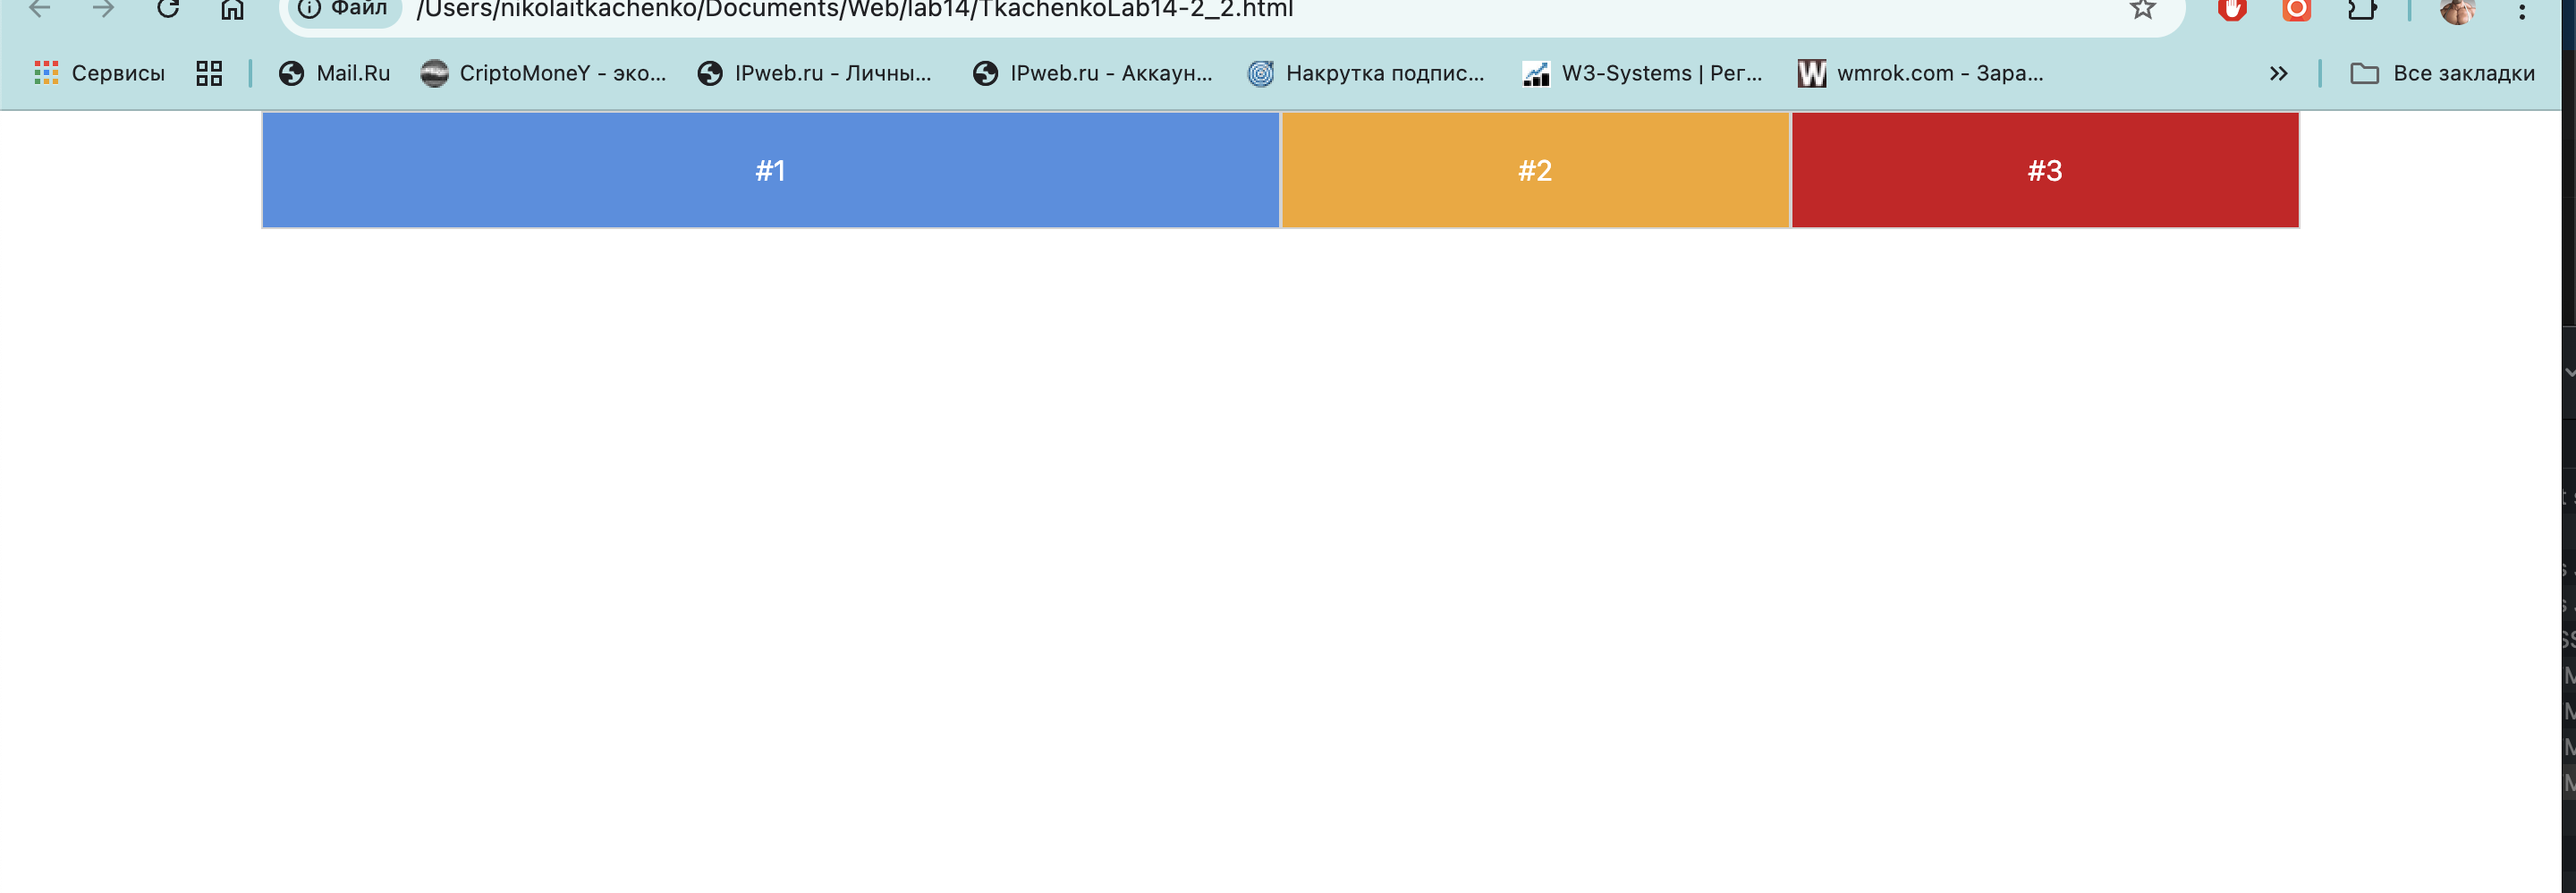 Файл /Users/nikolaitkachenko/Documents/Web/lab14/TkachenkoLab14-2_2.html
Сервисы Mail.Ru CriptoMoneY - эко... IPweb.ru - Личны... IPweb.ru - Аккаун... Накрутка подпис... W3-Systems | Рег... W wmrok.com - Зара... » Все закладки
#1 #2 #3